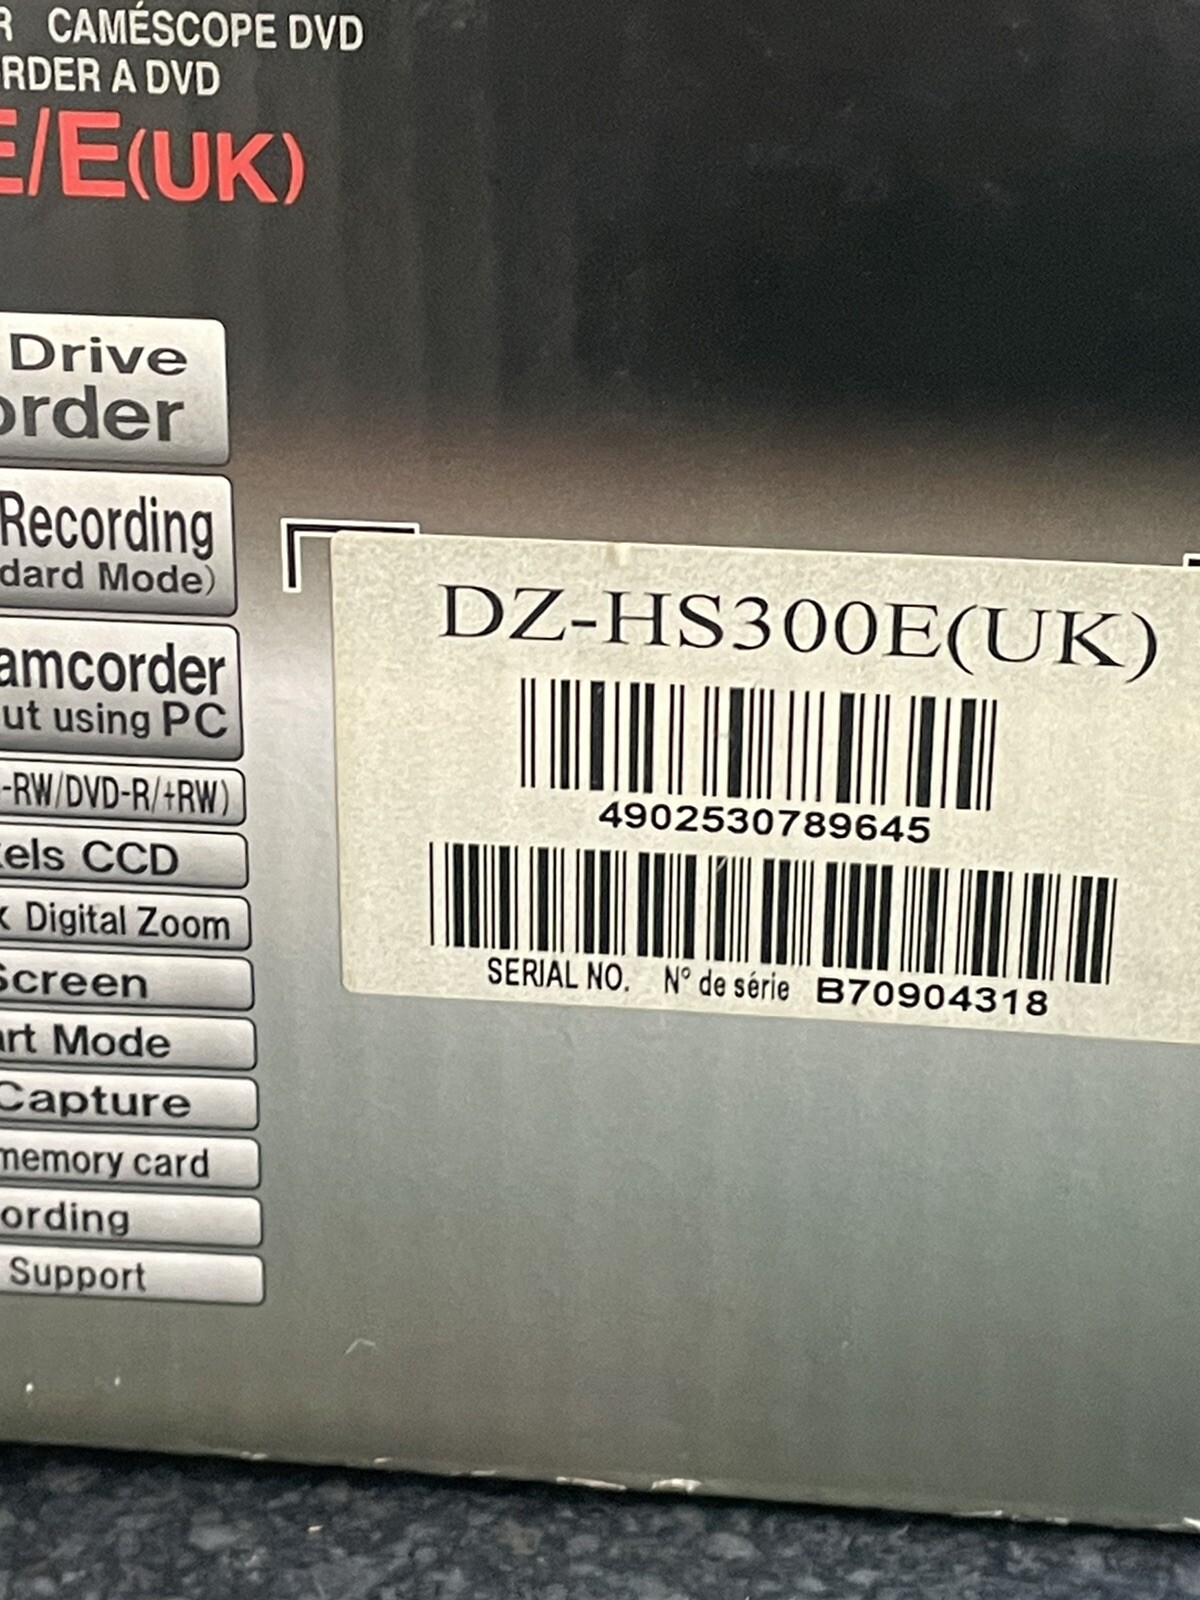 R CAMÉSCOPE DVD
RDER A DVD
E/E(UK)
Drive
order
Recording
dard Mode)
amcorder
ut using PC
-RW/DVD-R/+RW)
els CCD
x Digital Zoom
Screen
art Mode
Capture
memory card
ording
Support
DZ-HS300E(UK)
4902530789645
SERIAL NO. N° de série B70904318